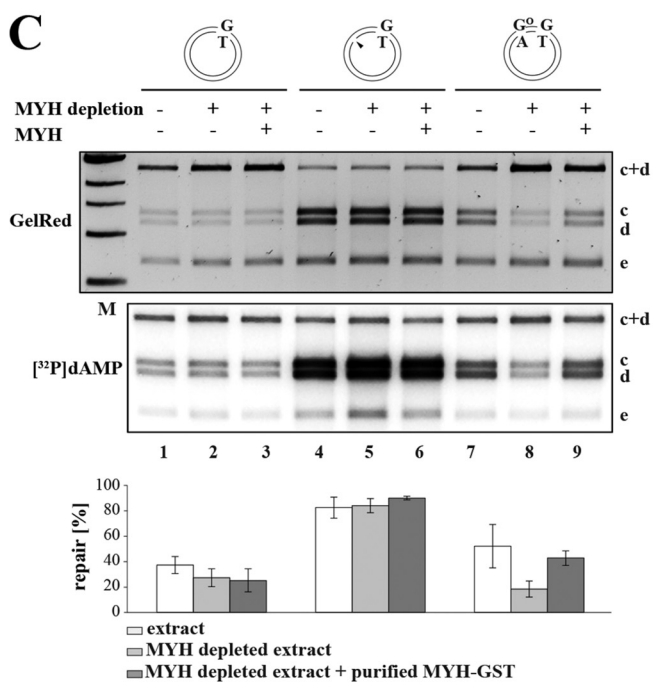 C
G G G° G
T T A T
MYH depletion - + + - + + - + +
MYH - - + - - + - - +
GelRed
c+d
c
d
e
M
[³²P]dAMP
c+d
c
d
e
1 2 3 4 5 6 7 8 9
repair [%]
100
80
60
40
20
0
extract
MYH depleted extract
MYH depleted extract + purified MYH-GST